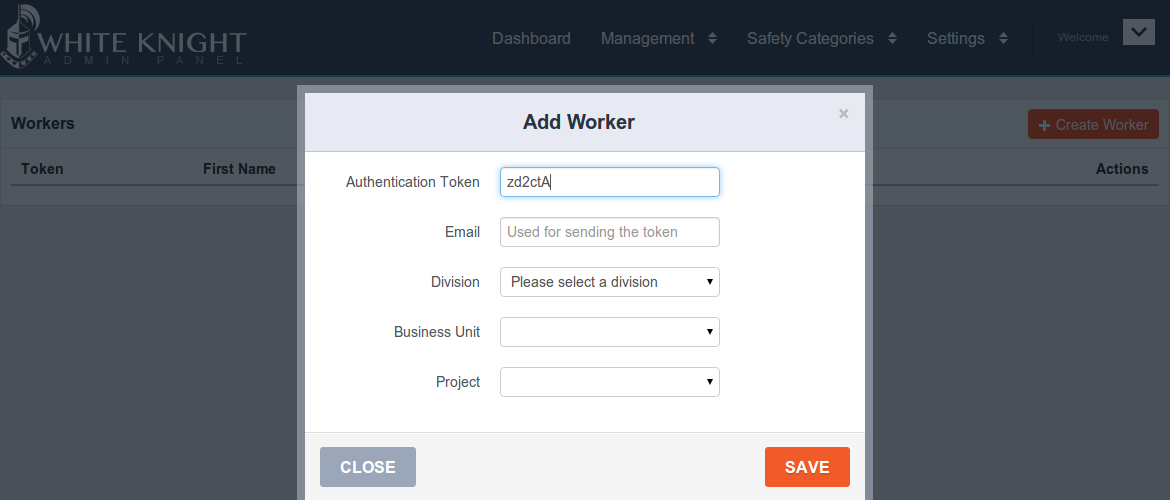 WHITE KNIGHT
ADMIN PANEL
Dashboard Management Safety Categories Settings Welcome
Workers
+ Create Worker
Token First Name Actions
Add Worker ×
Authentication Token zd2ctA
Email Used for sending the token
Division Please select a division
Business Unit
Project
CLOSE SAVE